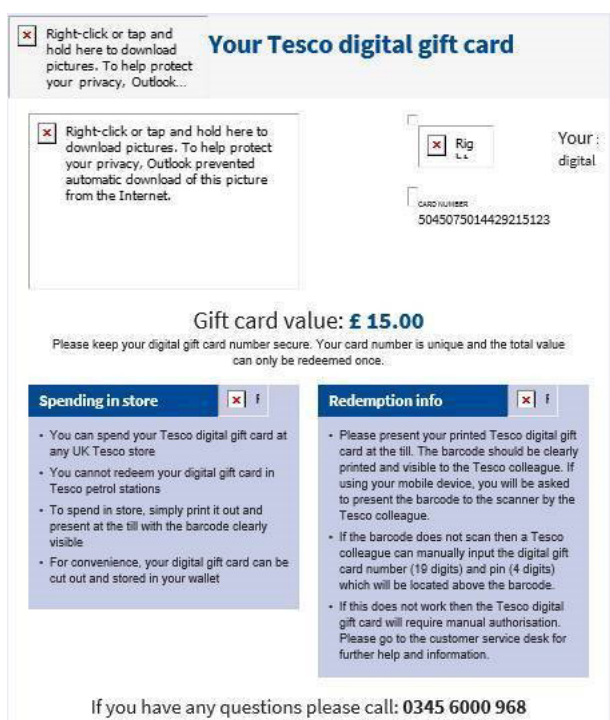 Right-click or tap and
hold here to download
pictures. To help protect
your privacy, Outlook...
Your Tesco digital gift card
Right-click or tap and hold here to
download pictures. To help protect
your privacy, Outlook prevented
automatic download of this picture
from the Internet.
Rig
Your
digital
CARD NUMBER
5045075014429215123
Gift card value: £ 15.00
Please keep your digital gift card number secure. Your card number is unique and the total value
can only be redeemed once.
Spending in store
• You can spend your Tesco digital gift card at
any UK Tesco store
• You cannot redeem your digital gift card in
Tesco petrol stations
• To spend in store, simply print it out and
present at the till with the barcode clearly
visible
• For convenience, your digital gift card can be
cut out and stored in your wallet
Redemption info
• Please present your printed Tesco digital gift
card at the till. The barcode should be clearly
printed and visible to the Tesco colleague. If
using your mobile device, you will be asked
to present the barcode to the scanner by the
Tesco colleague.
• If the barcode does not scan then a Tesco
colleague can manually input the digital gift
card number (19 digits) and pin (4 digits)
which will be located above the barcode.
• If this does not work then the Tesco digital
gift card will require manual authorisation.
Please go to the customer service desk for
further help and information.
If you have any questions please call: 0345 6000 968